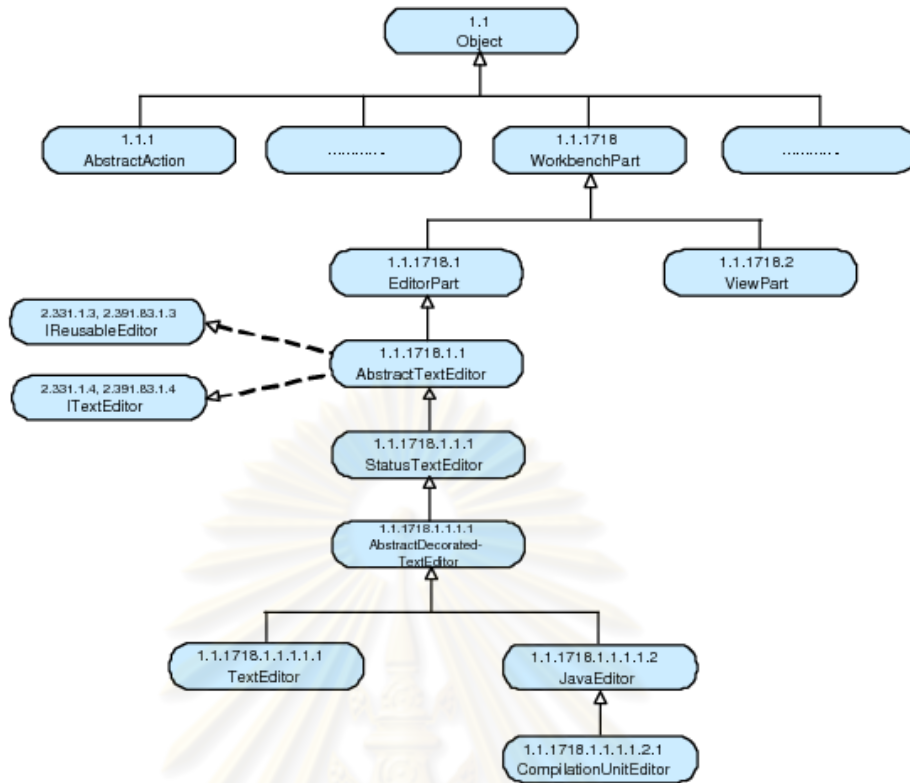 1.1
Object
1.1.1
AbstractAction
............
1.1.1718
WorkbenchPart
............
1.1.1718.1
EditorPart
1.1.1718.2
ViewPart
2.331.1.3, 2.391.83.1.3
IReusableEditor
1.1.1718.1.1
AbstractTextEditor
2.331.1.4, 2.391.83.1.4
ITextEditor
1.1.1718.1.1.1
StatusTextEditor
1.1.1718.1.1.1.1
AbstractDecorated-
TextEditor
1.1.1718.1.1.1.1.1
TextEditor
1.1.1718.1.1.1.1.2
JavaEditor
1.1.1718.1.1.1.1.2.1
CompilationUnitEditor